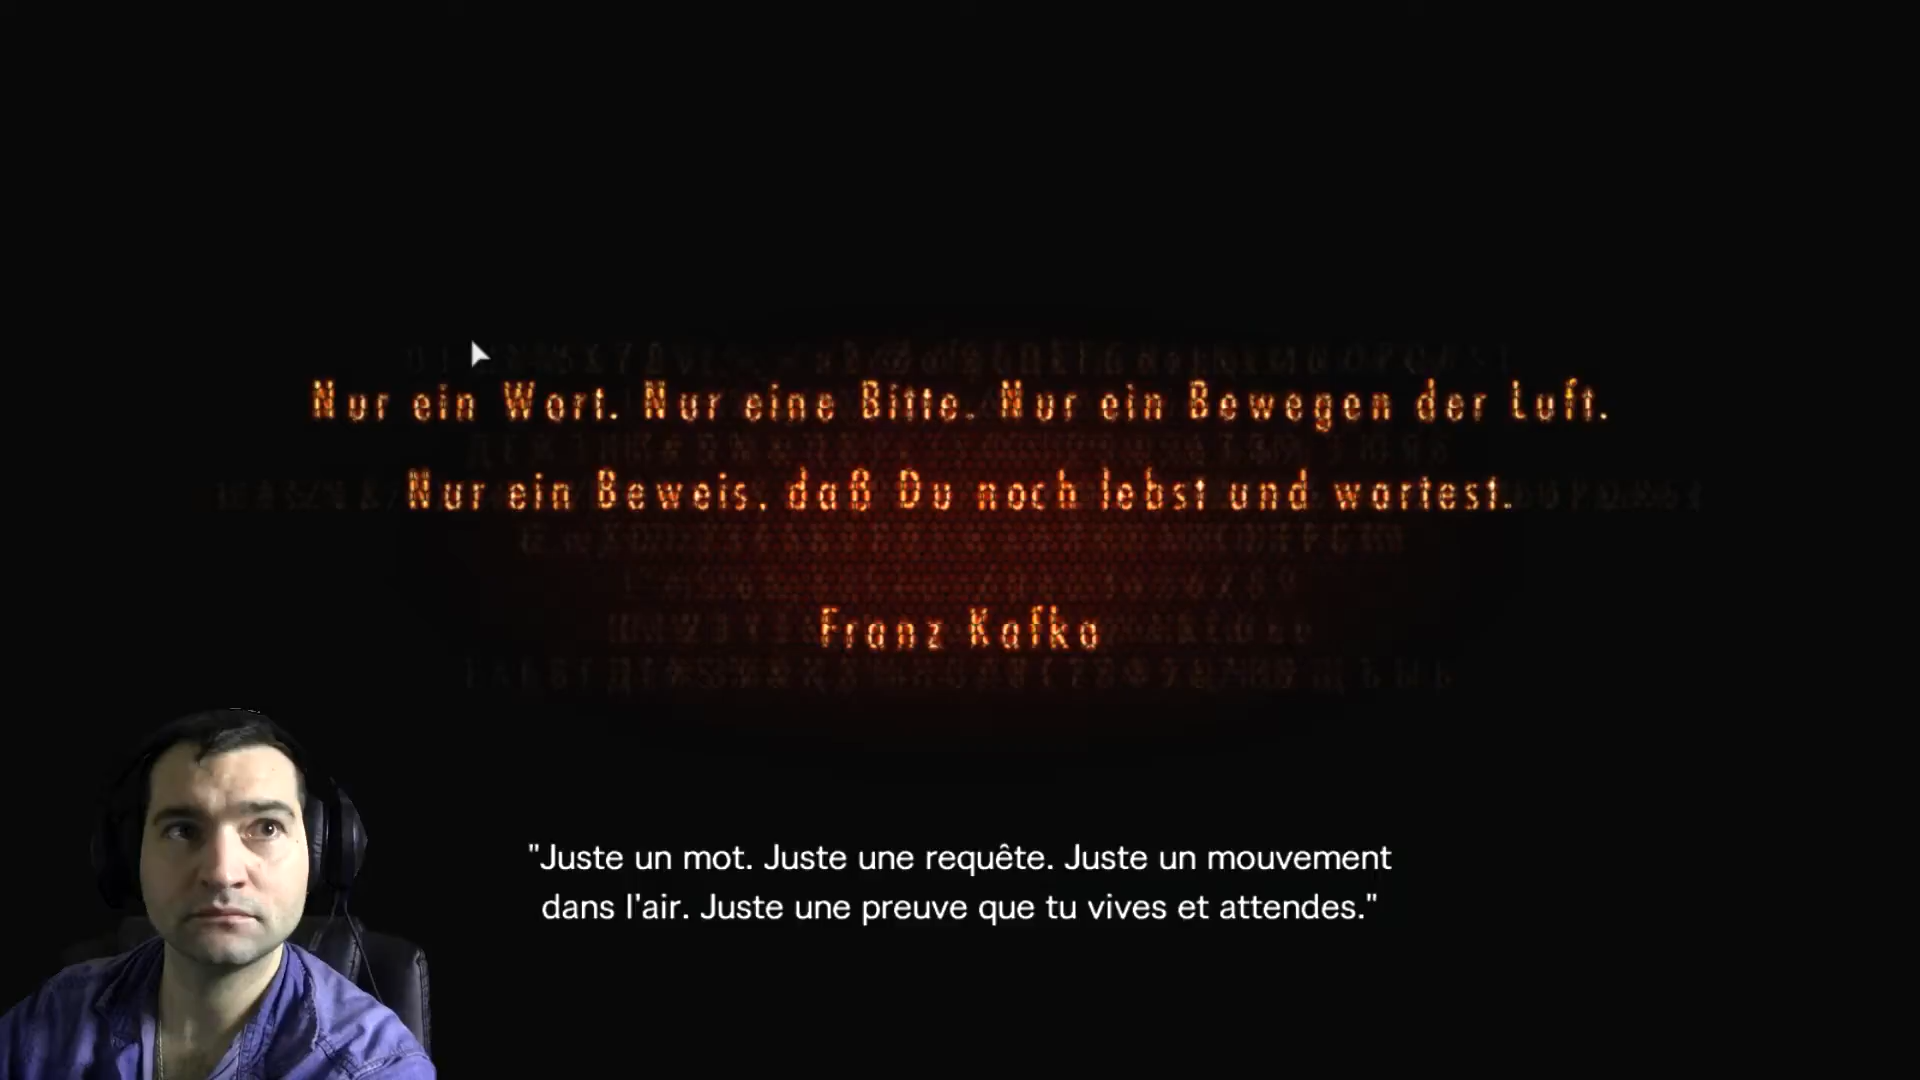 Nur ein Wort. Nur eine Bitte. Nur ein Bewegen der Luft.
Nur ein Beweis, daß Du noch lebst und wartest.
Franz Kafka
"Juste un mot. Juste une requête. Juste un mouvement
dans l'air. Juste une preuve que tu vives et attendes."